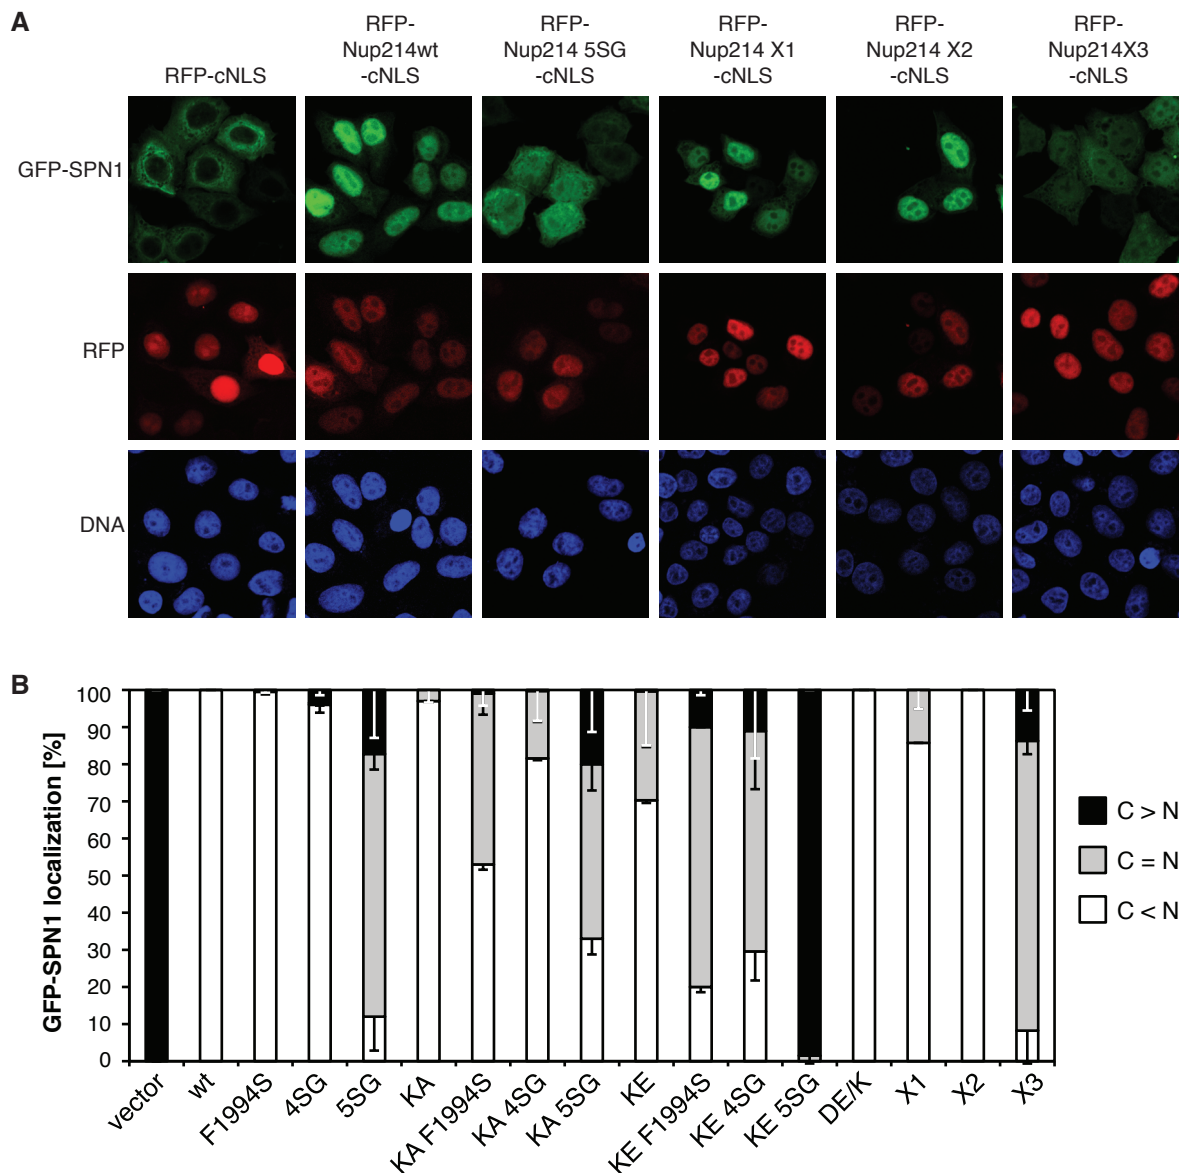 A
RFP-cNLS
RFP-
Nup214wt
-cNLS
RFP-
Nup214 5SG
-cNLS
RFP-
Nup214 X1
-cNLS
RFP-
Nup214 X2
-cNLS
RFP-
Nup214X3
-cNLS
GFP-SPN1
RFP
DNA
B
GFP-SPN1 localization [%]
100
90
80
70
60
50
40
30
20
10
0
vector
wt
F1994S
4SG
5SG
KA
KA F1994S
KA 4SG
KA 5SG
KE
KE F1994S
KE 4SG
KE 5SG
DE/K
X1
X2
X3
C > N
C = N
C < N